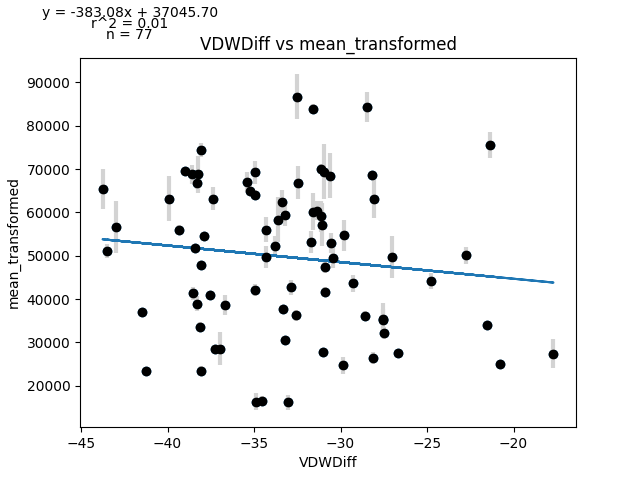 y = -383.08x + 37045.70
r^2 = 0.01
n = 77
VDWDiff vs mean_transformed
mean_transformed
90000
80000
70000
60000
50000
40000
30000
20000
−45 −40 −35 −30 −25 −20
VDWDiff